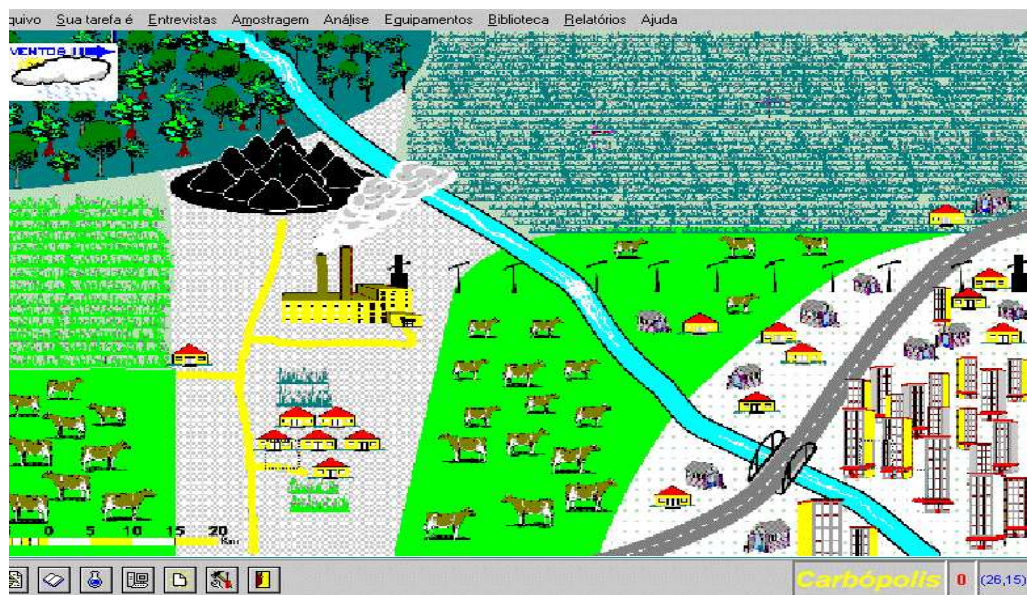 quivo Sua tarefa é Entrevistas Amostragem Análise Equipamentos Biblioteca Relatórios Ajuda
VENTOS
0 5 10 15 20
Km
Carbópolis 0 (26,15)